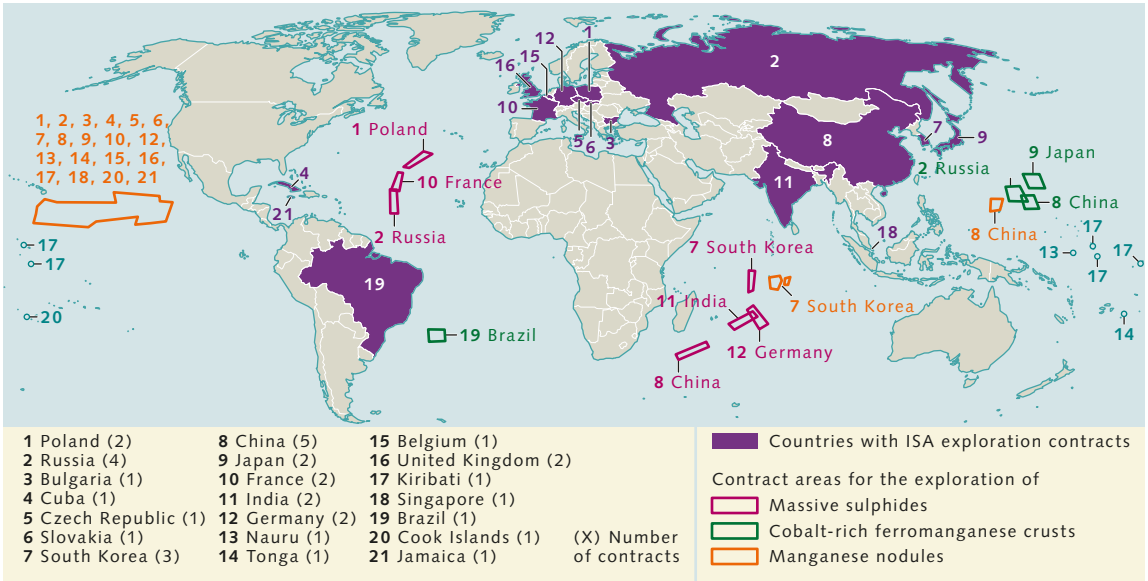 12
1
16
15
2
10
5
6
3
8
7
9
1, 2, 3, 4, 5, 6,
7, 8, 9, 10, 12,
13, 14, 15, 16,
17, 18, 20, 21
1 Poland
10 France
2 Russia
4
21
11
2 Russia
9 Japan
8 China
8 China
18
17
17
20
13
17
17
17
14
7 South Korea
7 South Korea
11 India
12 Germany
8 China
19
19 Brazil
1 Poland (2)
2 Russia (4)
3 Bulgaria (1)
4 Cuba (1)
5 Czech Republic (1)
6 Slovakia (1)
7 South Korea (3)
8 China (5)
9 Japan (2)
10 France (2)
11 India (2)
12 Germany (2)
13 Nauru (1)
14 Tonga (1)
15 Belgium (1)
16 United Kingdom (2)
17 Kiribati (1)
18 Singapore (1)
19 Brazil (1)
20 Cook Islands (1)
21 Jamaica (1)
(X) Number
of contracts
Countries with ISA exploration contracts
Contract areas for the exploration of
Massive sulphides
Cobalt-rich ferromanganese crusts
Manganese nodules